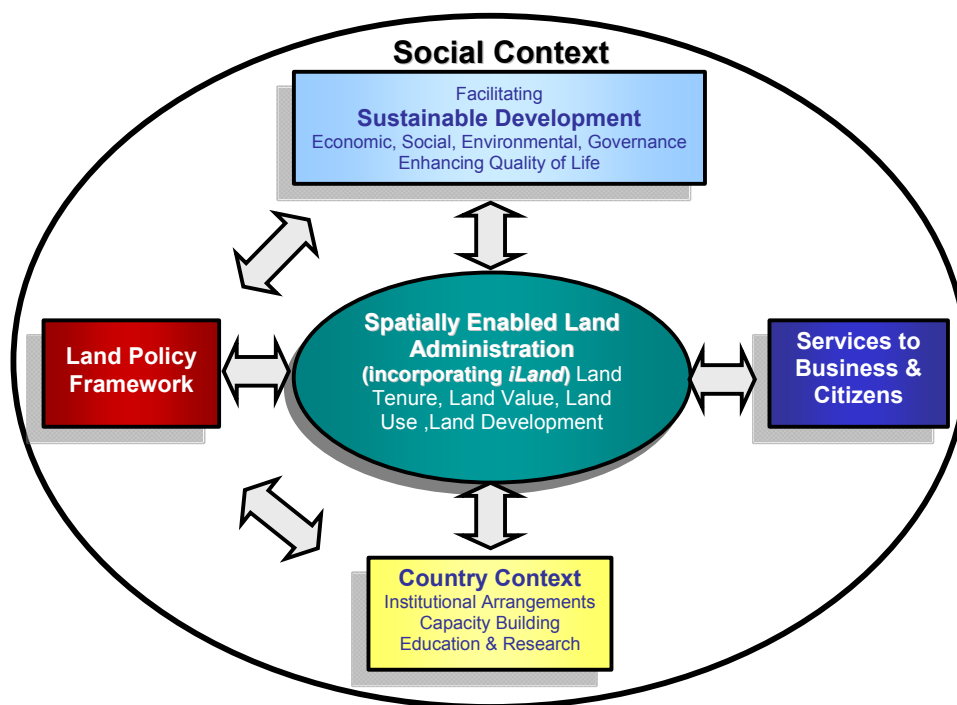 Social Context
Facilitating
Sustainable Development
Economic, Social, Environmental, Governance
Enhancing Quality of Life
Land Policy
Framework
Spatially Enabled Land
Administration
(incorporating iLand) Land
Tenure, Land Value, Land
Use ,Land Development
Services to
Business &
Citizens
Country Context
Institutional Arrangements
Capacity Building
Education & Research